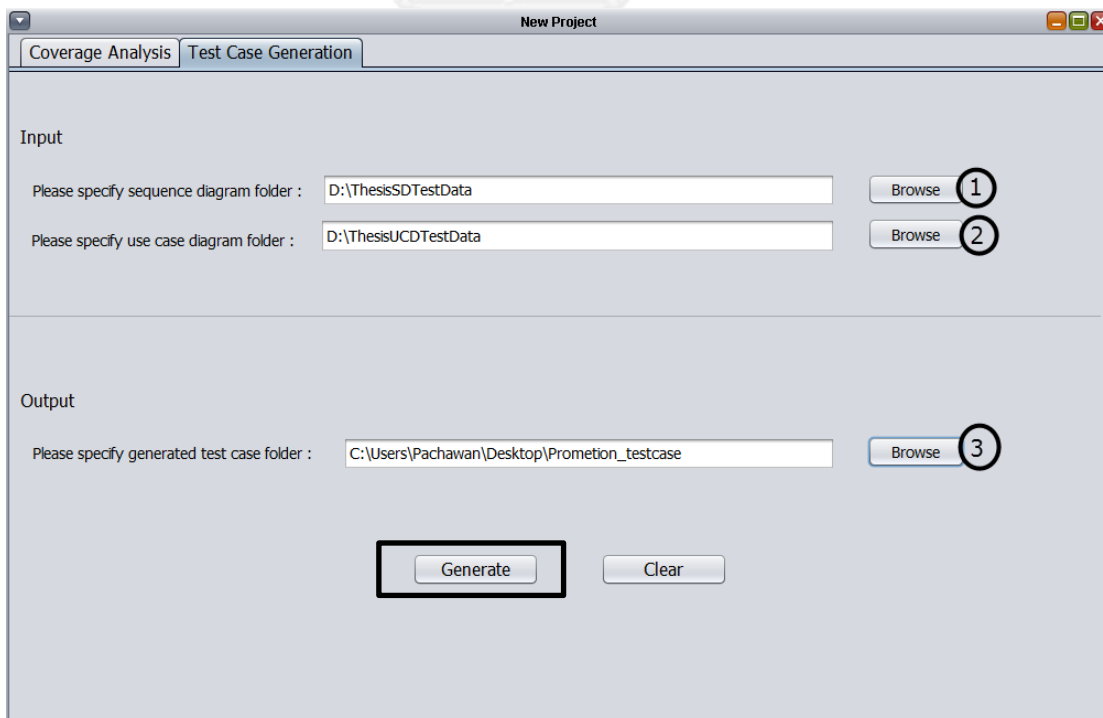 New Project
Coverage Analysis Test Case Generation
Input
Please specify sequence diagram folder : D:\ThesisSDTestData Browse 1
Please specify use case diagram folder : D:\ThesisUCDTestData Browse 2
Output
Please specify generated test case folder : C:\Users\Pachawan\Desktop\Prometion_testcase Browse 3
Generate Clear